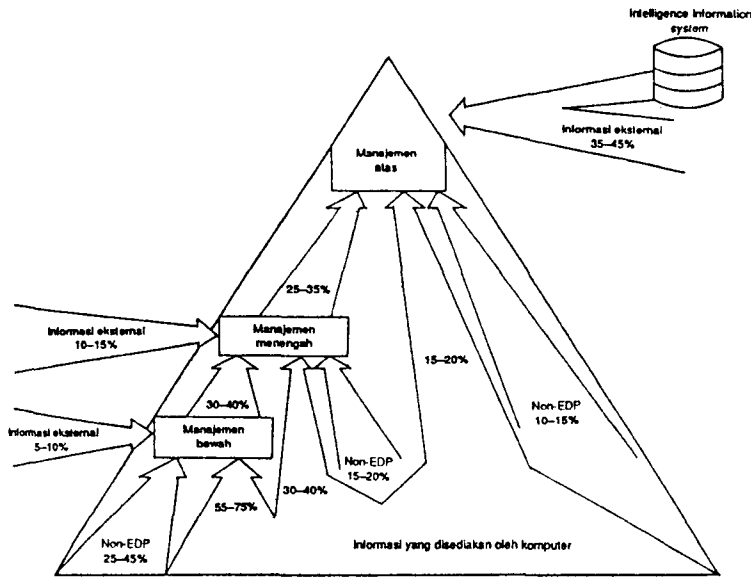 Intelligence Information
system
Informasi eksternal
35–45%
Manajemen
atas
25–35%
Informasi eksternal
10–15%
Manajemen
menengah
15–20%
30–40%
Non-EDP
10–15%
Informasi eksternal
5–10%
Manajemen
bewah
Non-EDP
15–20%
30–40%
55–75%
Non-EDP
25–45%
Informasi yang disediakan oleh komputer